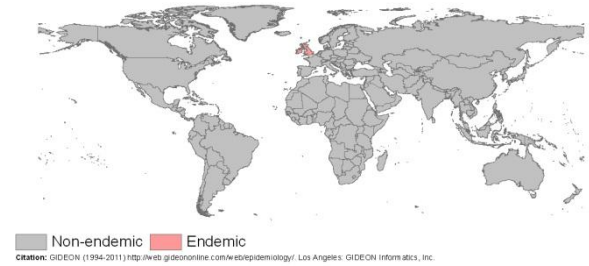 Non-endemic Endemic
Citation: GIDEON (1994-2011) http://web.gideononline.com/web/epidemiology/. Los Angeles: GIDEON Informatics, Inc.